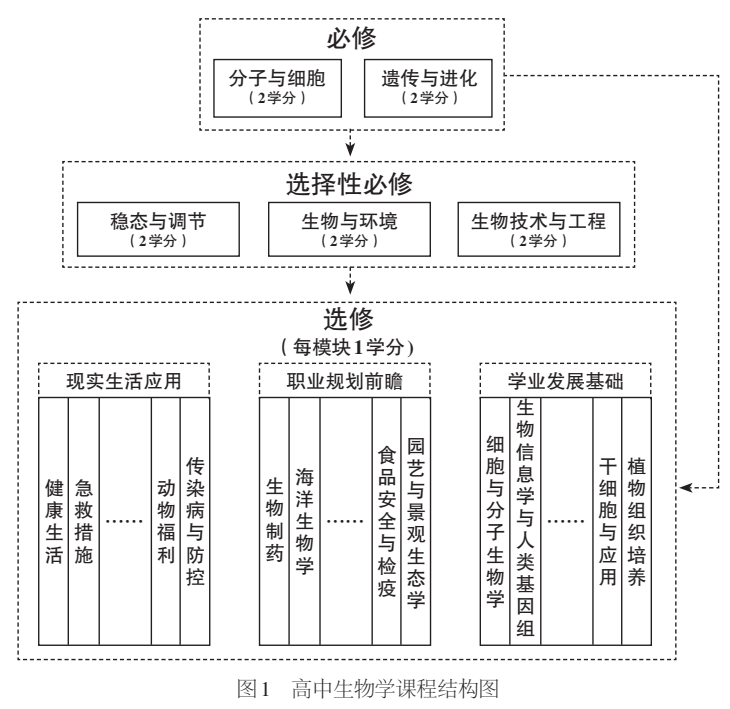 必修
分子与细胞
（2学分）
遗传与进化
（2学分）
选择性必修
稳态与调节
（2学分）
生物与环境
（2学分）
生物技术与工程
（2学分）
选修
（每模块1学分）
现实生活应用
健康生活
急救措施
……
动物福利
传染病与防控
职业规划前瞻
生物制药
海洋生物学
……
食品安全与检疫
园艺与景观生态学
学业发展基础
细胞与分子生物学
生物信息学与人类基因组
……
干细胞与应用
植物组织培养
图1 高中生物学课程结构图